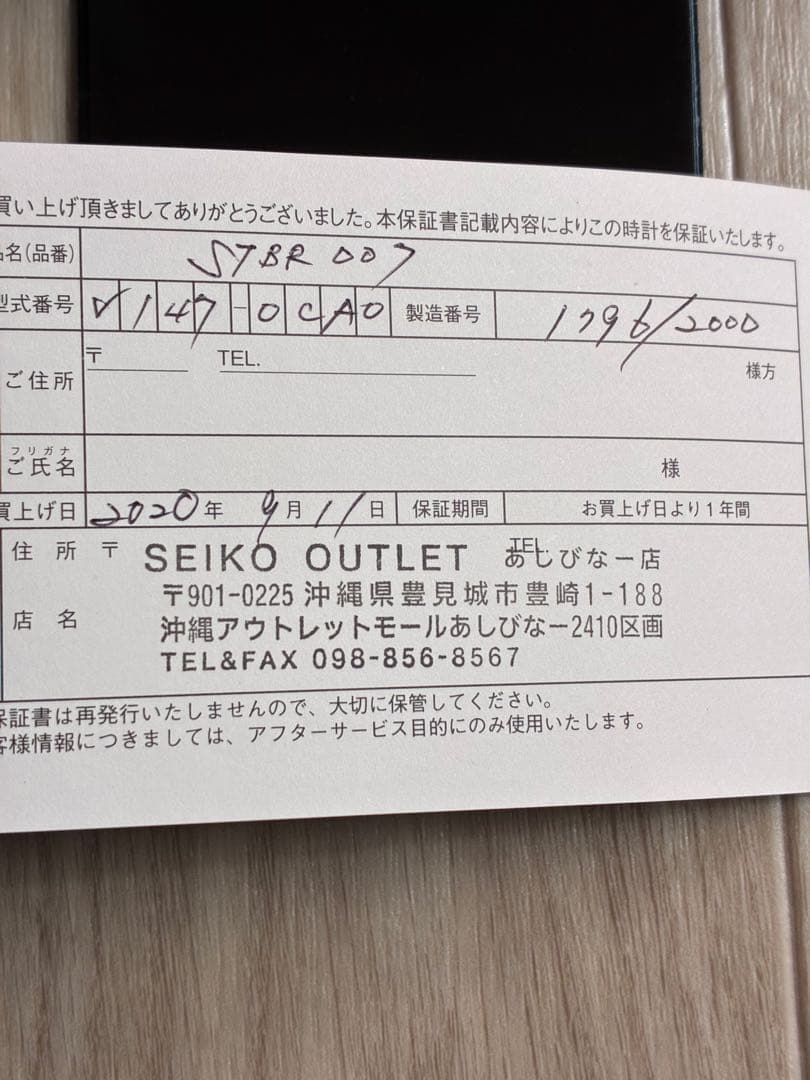 買い上げ頂きましてありがとうございました。本保証書記載内容によりこの時計を保証いたします。
品名(品番) STBR007
型式番号 V147-0CA0 製造番号 1796/2000
ご住所 〒 TEL. 様方
フリガナ
ご氏名 様
買上げ日 2020年 9月 11日 保証期間 お買上げ日より1年間
住所 〒 SEIKO OUTLET TEL. あしびなー店
〒901-0225 沖縄県豊見城市豊崎1-188
店名 沖縄アウトレットモールあしびなー2410区画
TEL&FAX 098-856-8567
保証書は再発行いたしませんので、大切に保管してください。
客様情報につきましては、アフターサービス目的にのみ使用いたします。